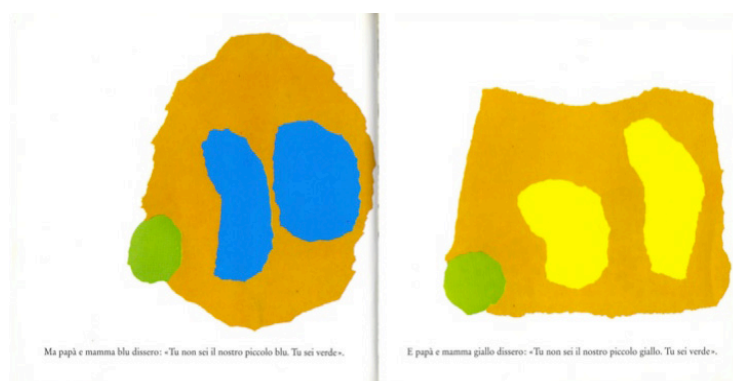 Ma papà e mamma blu dissero: «Tu non sei il nostro piccolo blu. Tu sei verde».
E papà e mamma giallo dissero: «Tu non sei il nostro piccolo giallo. Tu sei verde».